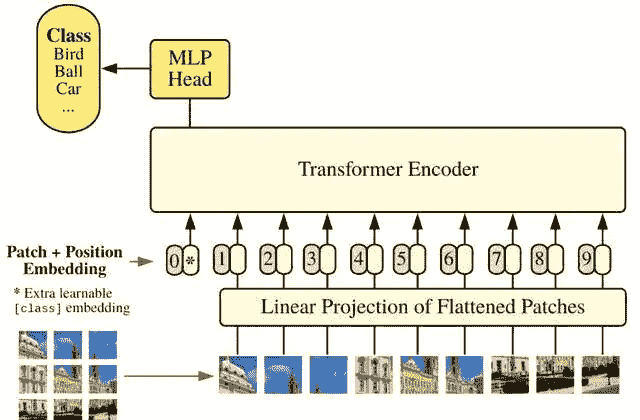 Class
Bird
Ball
Car
...
MLP
Head
Transformer Encoder
Patch + Position
Embedding
0 * 1 2 3 4 5 6 7 8 9
* Extra learnable
[class] embedding
Linear Projection of Flattened Patches